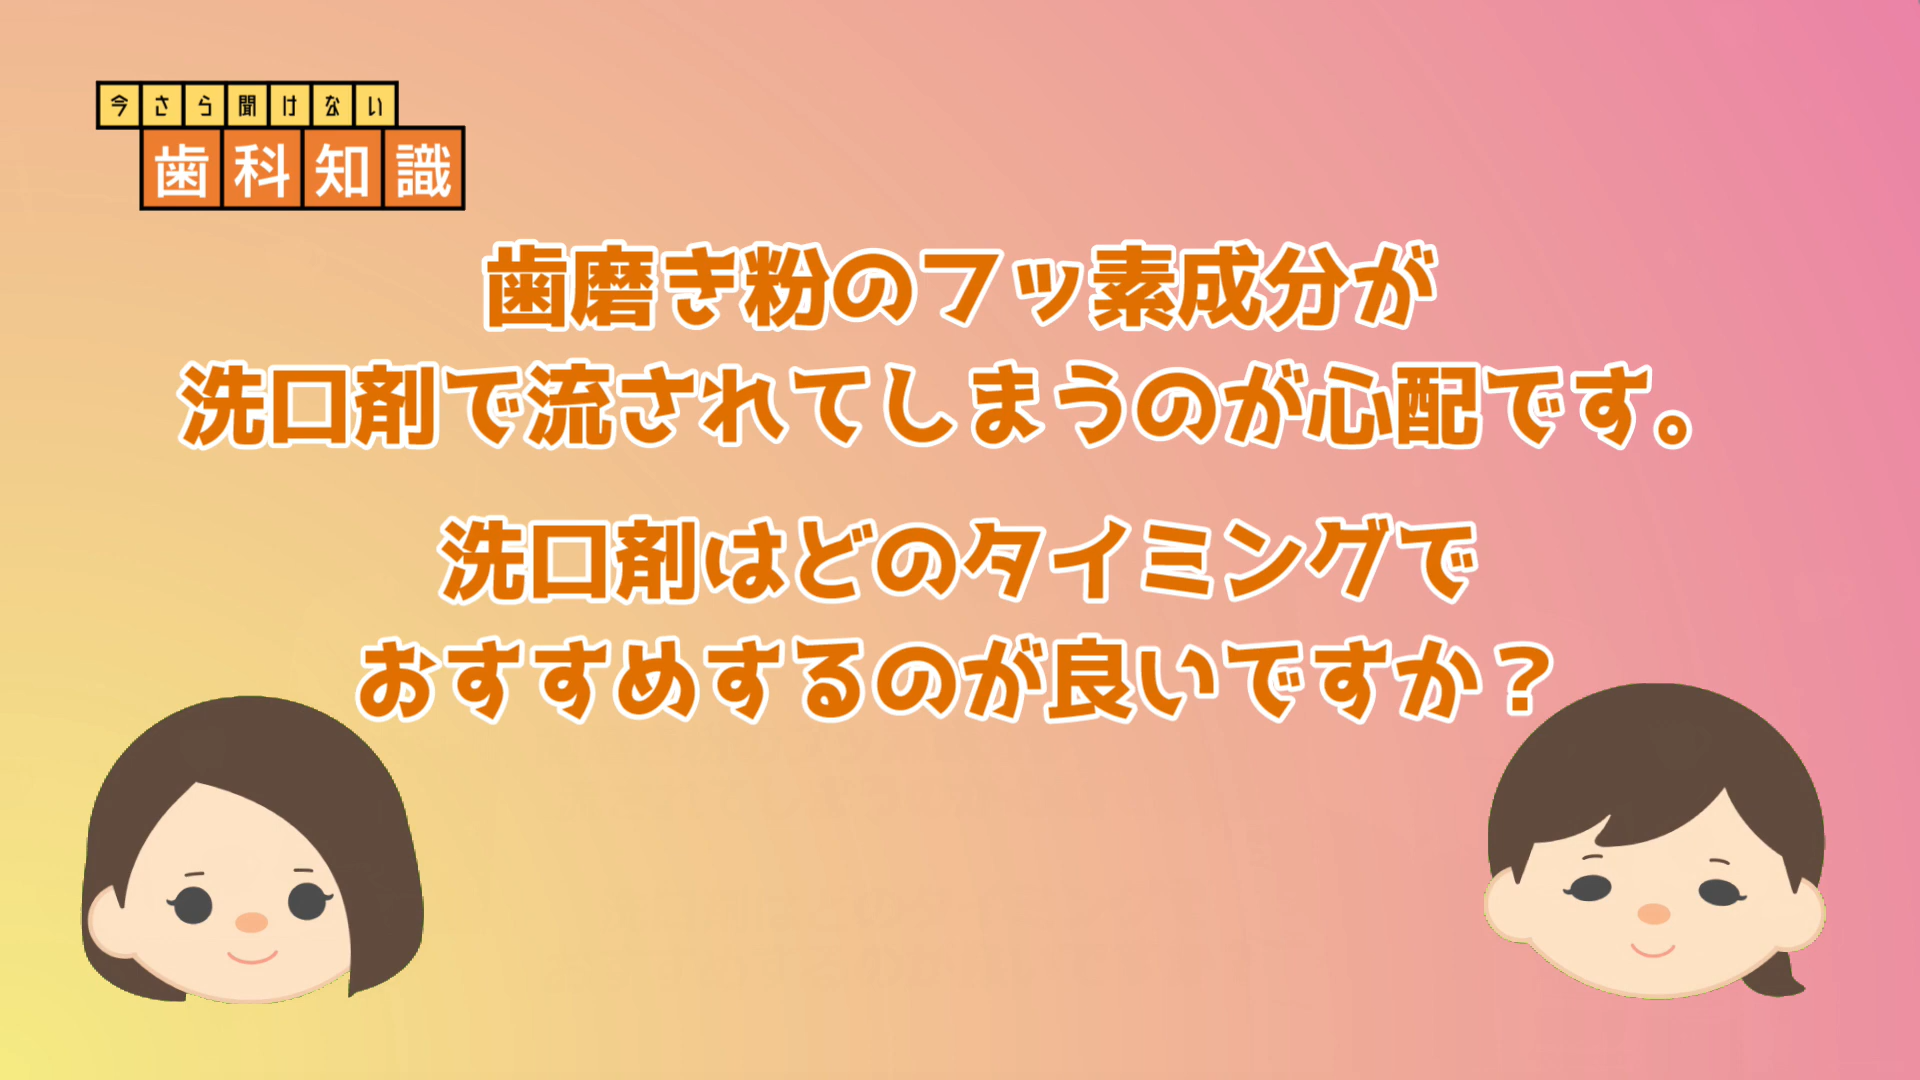 今さら聞けない
歯科知識
歯磨き粉のフッ素成分が
洗口剤で流されてしまうのが心配です。
洗口剤はどのタイミングで
おすすめするのが良いですか？